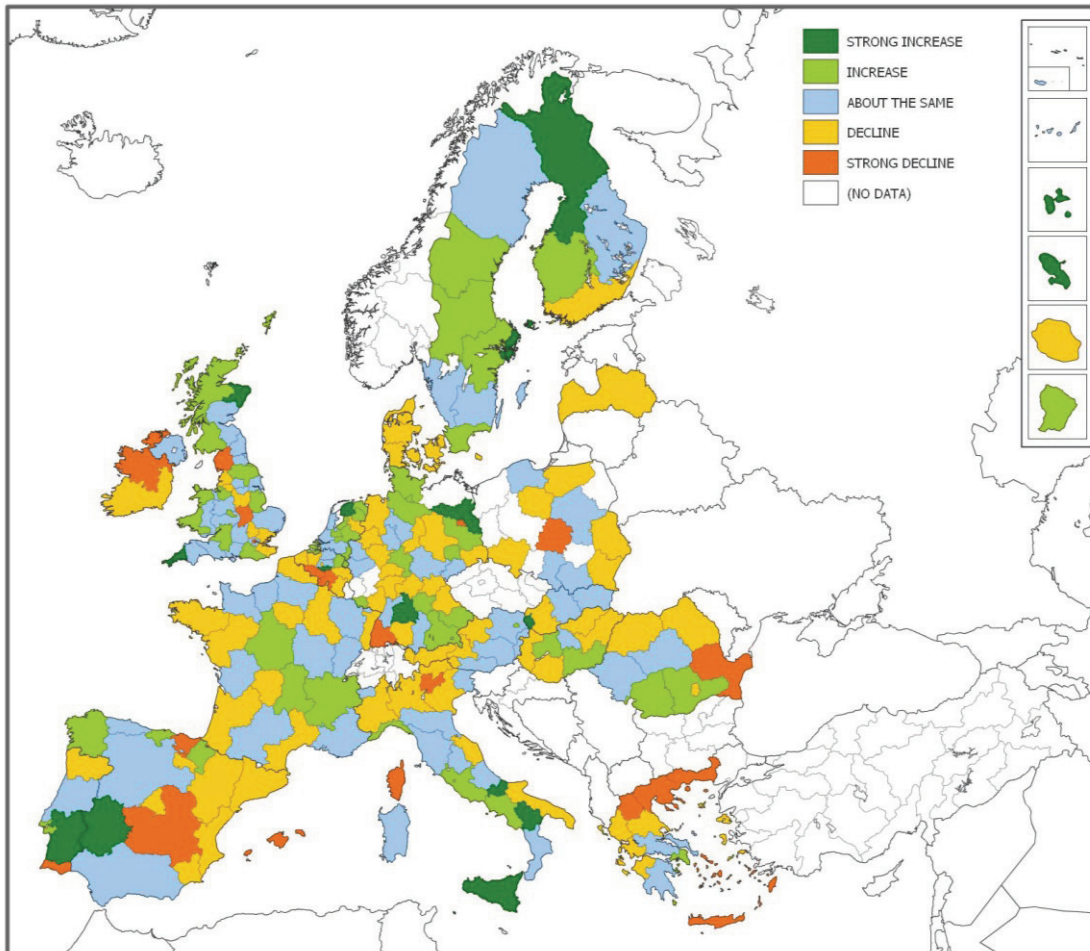 STRONG INCREASE
INCREASE
ABOUT THE SAME
DECLINE
STRONG DECLINE
(NO DATA)